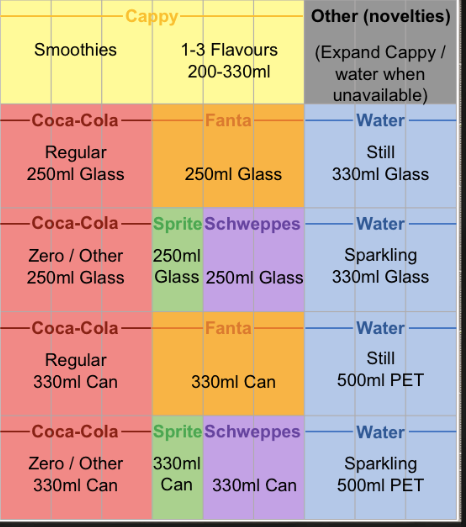 Cappy
Other (novelties)
Smoothies
1-3 Flavours
200-330ml
(Expand Cappy /
water when
unavailable)
Coca-Cola
Fanta
Water
Regular
250ml Glass
250ml Glass
Still
330ml Glass
Coca-Cola
Sprite
Schweppes
Water
Zero / Other
250ml Glass
250ml
Glass
250ml Glass
Sparkling
330ml Glass
Coca-Cola
Fanta
Water
Regular
330ml Can
330ml Can
Still
500ml PET
Coca-Cola
Sprite
Schweppes
Water
Zero / Other
330ml Can
330ml
Can
330ml Can
Sparkling
500ml PET